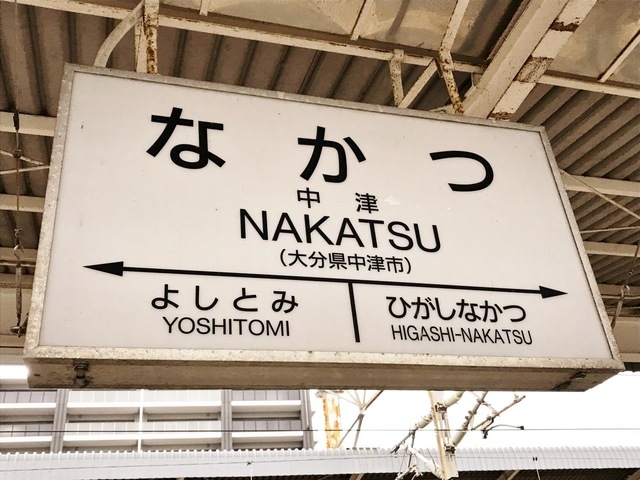 なかつ
中津
NAKATSU
(大分県中津市)
よしとみ ひがしなかつ
YOSHITOMI HIGASHI-NAKATSU